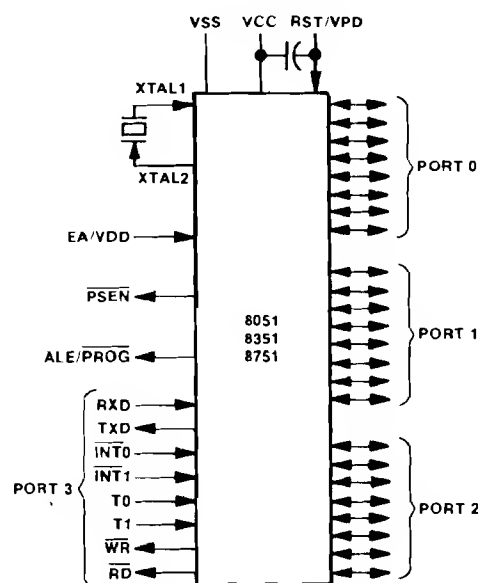 VSS VCC RST/VPD
XTAL1
XTAL2
EA/VDD
PSEN
ALE/PROG
8051
8351
8751
PORT 0
PORT 1
PORT 3
RXD
TXD
INT0
INT1
T0
T1
WR
RD
PORT 2